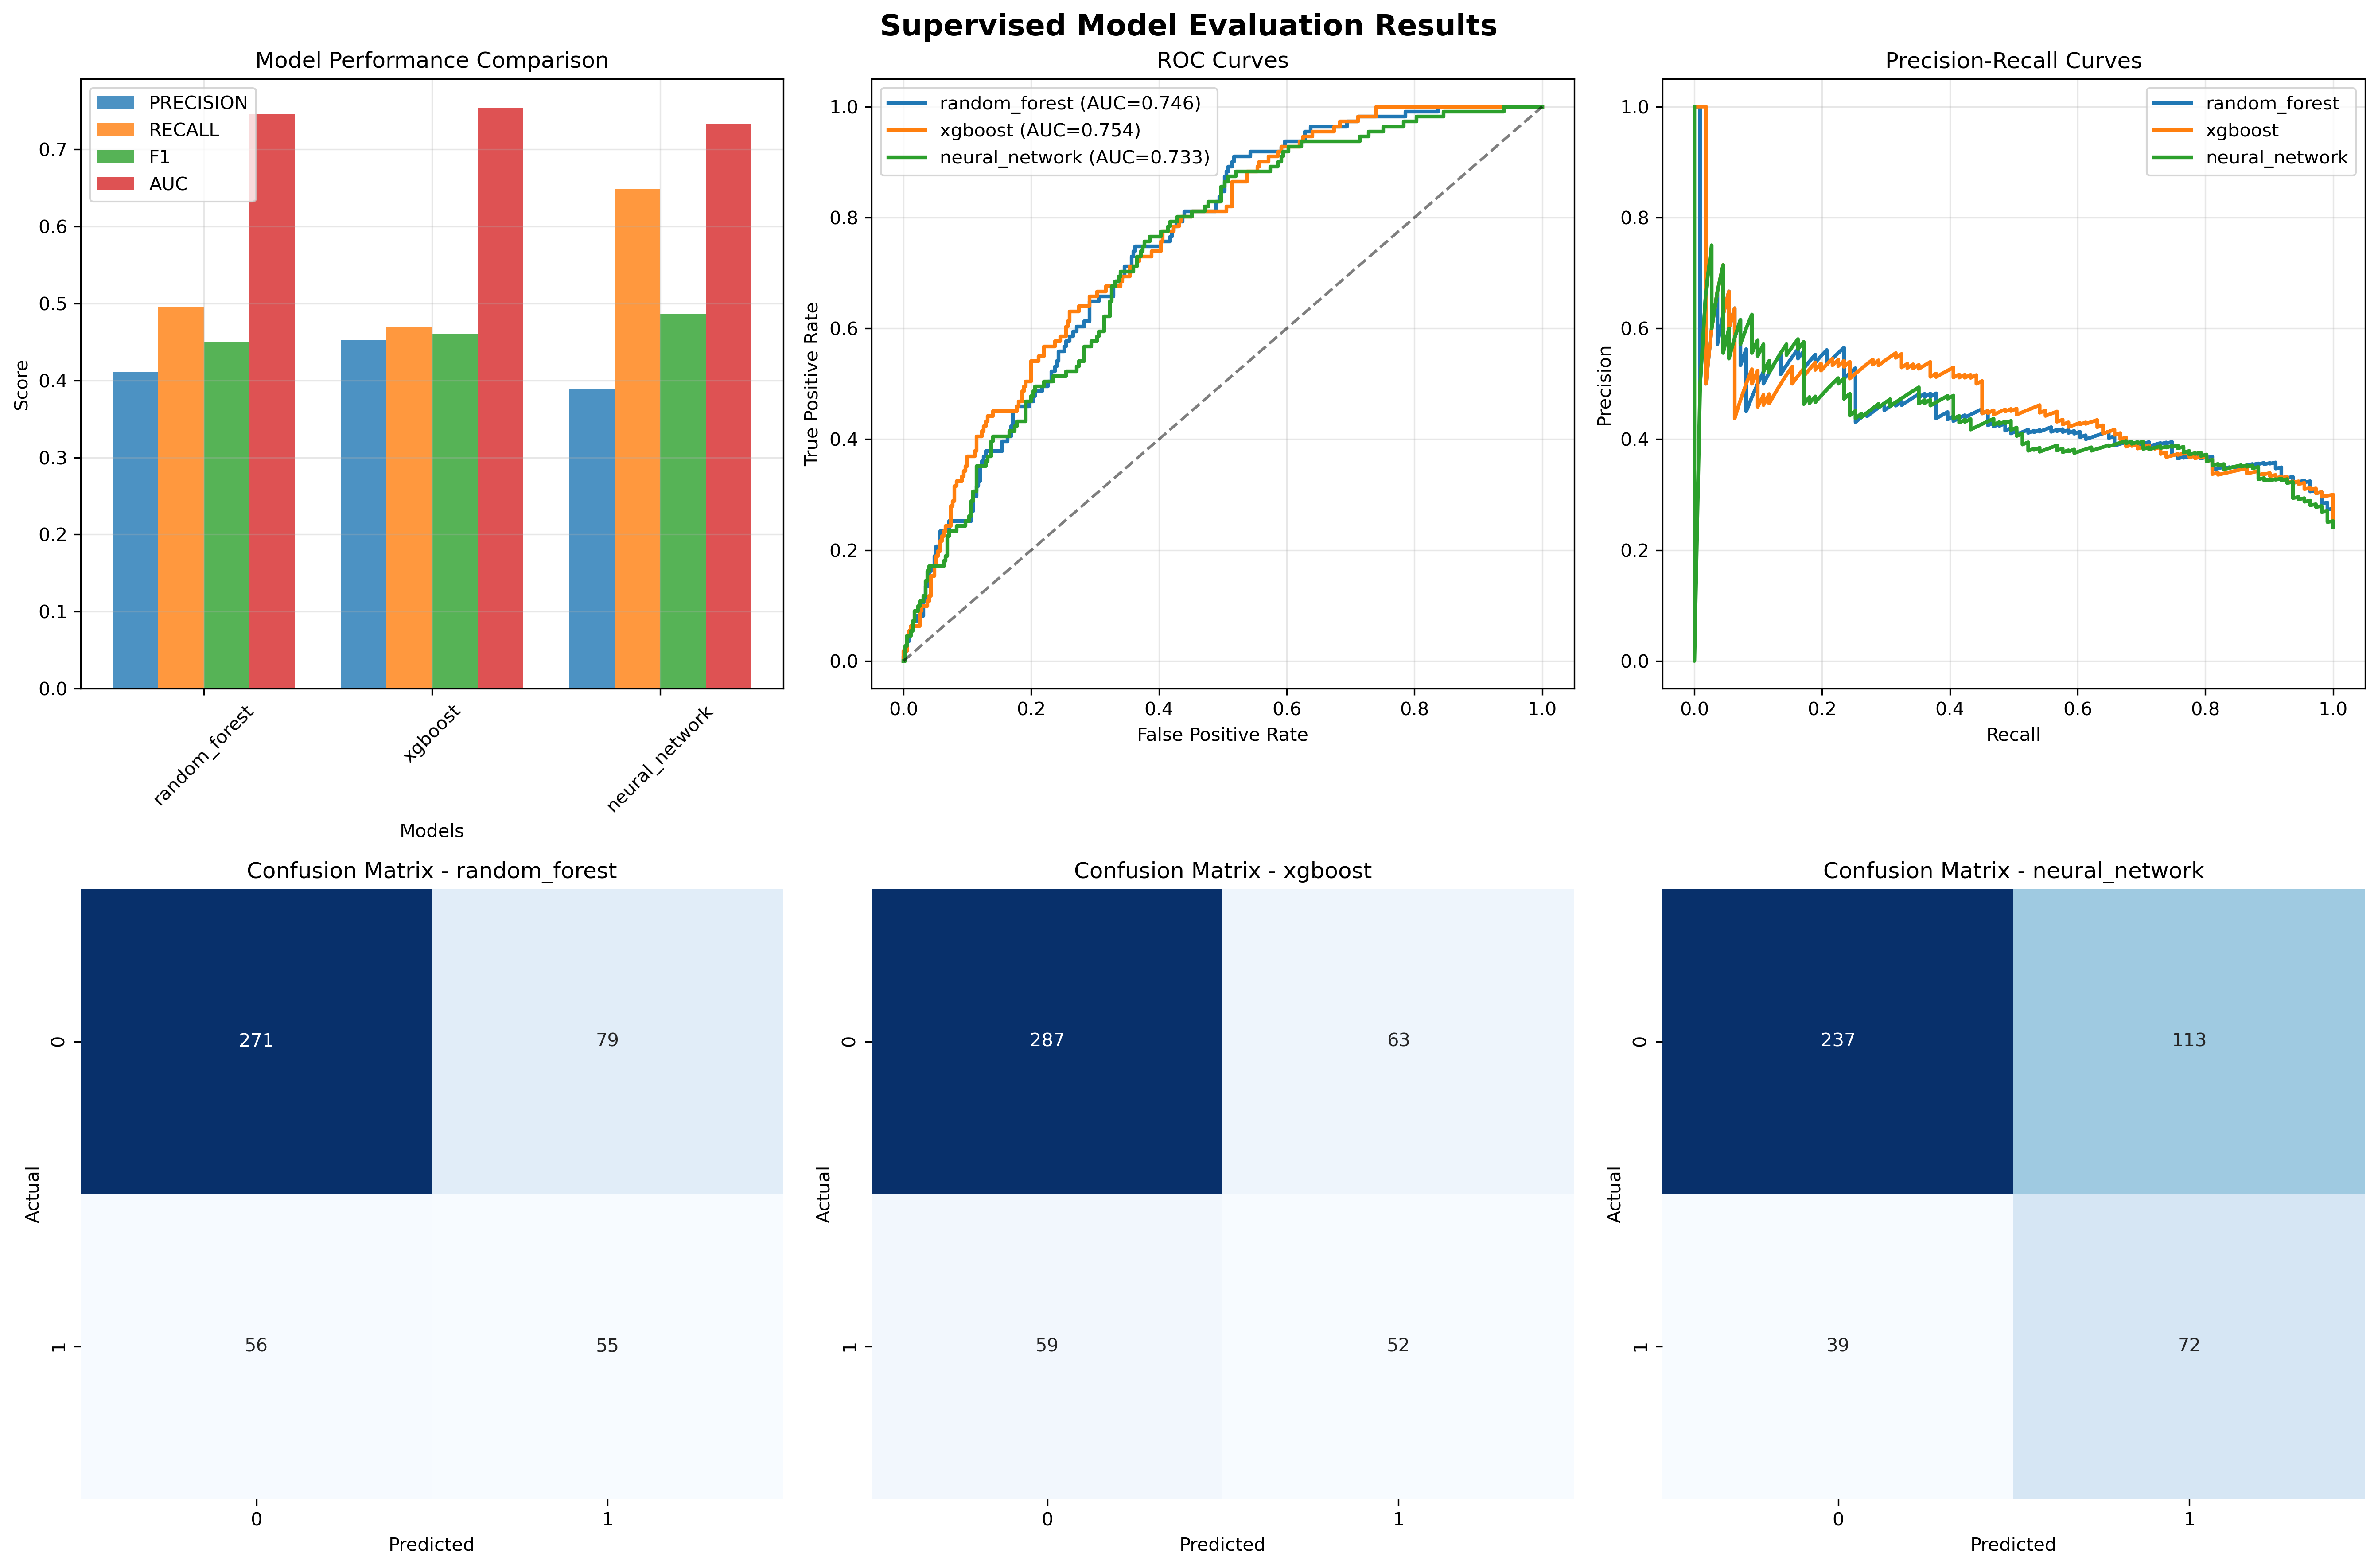 Supervised Model Evaluation Results
Model Performance Comparison
PRECISION
RECALL
F1
AUC
Score
0.7
0.6
0.5
0.4
0.3
0.2
0.1
0.0
random_forest
xgboost
neural_network
Models
ROC Curves
random_forest (AUC=0.746)
xgboost (AUC=0.754)
neural_network (AUC=0.733)
True Positive Rate
1.0
0.8
0.6
0.4
0.2
0.0
0.0 0.2 0.4 0.6 0.8 1.0
False Positive Rate
Precision-Recall Curves
random_forest
xgboost
neural_network
Precision
1.0
0.8
0.6
0.4
0.2
0.0
0.0 0.2 0.4 0.6 0.8 1.0
Recall
Confusion Matrix - random_forest
Actual
0
271 79
1
56 55
0 1
Predicted
Confusion Matrix - xgboost
Actual
0
287 63
1
59 52
0 1
Predicted
Confusion Matrix - neural_network
Actual
0
237 113
1
39 72
0 1
Predicted